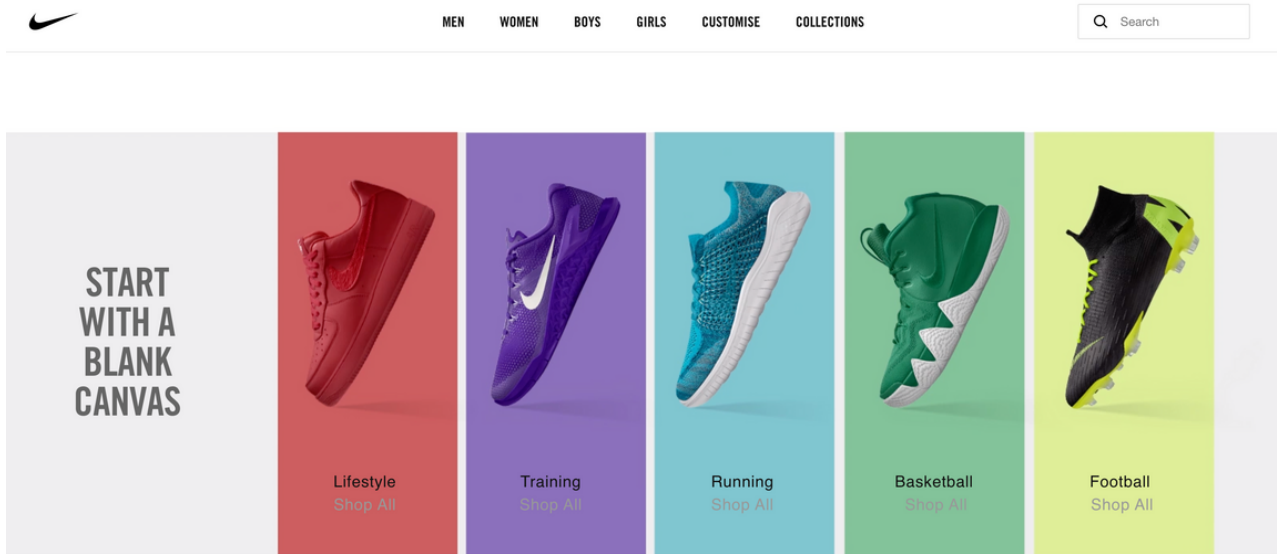 MEN WOMEN BOYS GIRLS CUSTOMISE COLLECTIONS Search
START
WITH A
BLANK
CANVAS
Lifestyle Training Running Basketball Football
Shop All Shop All Shop All Shop All Shop All